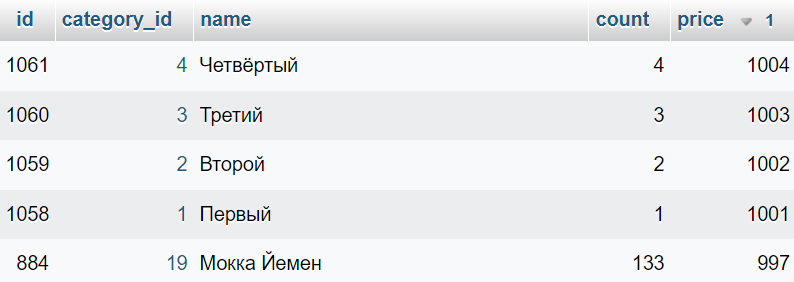 id category_id name count price 1
1061 4 Четвёртый 4 1004
1060 3 Третий 3 1003
1059 2 Второй 2 1002
1058 1 Первый 1 1001
884 19 Мокка Йемен 133 997